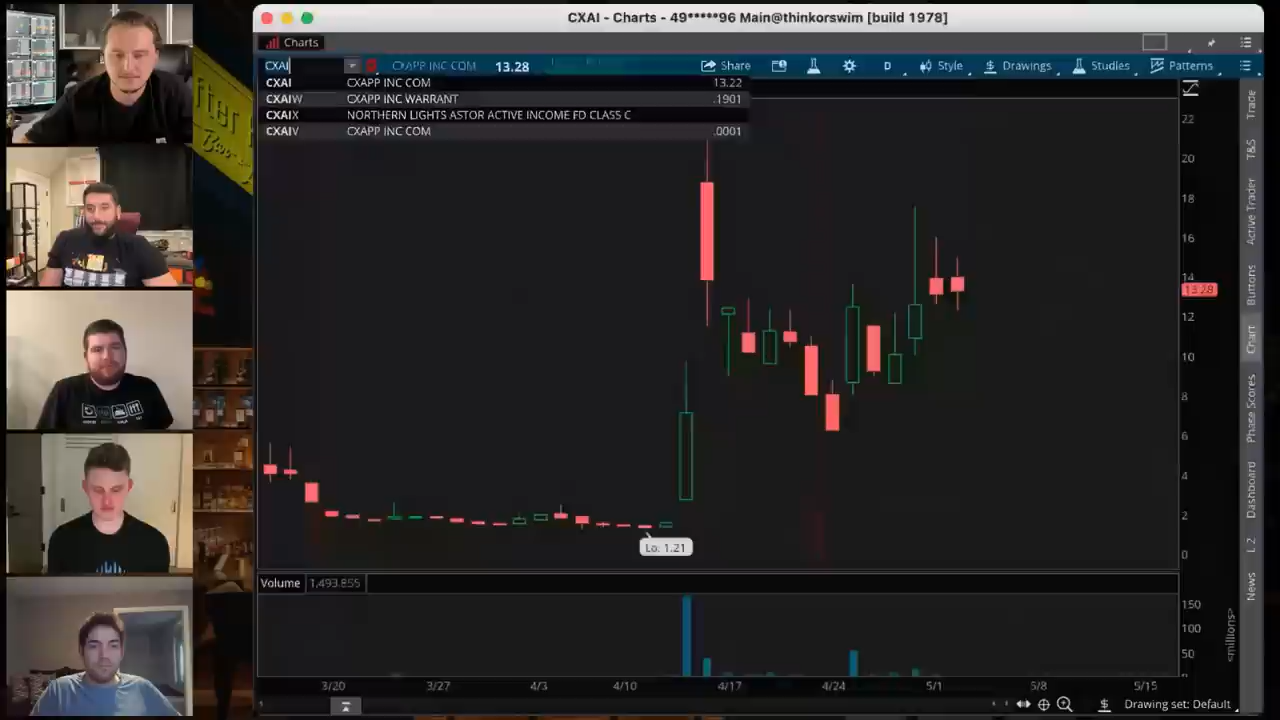 CXAI - Charts - 49*****96 Main@thinkorswim [build 1978]
Charts
CXAI CXAPP INC COM 13.28 Share D Style Drawings Studies Patterns
CXAI CXAPP INC COM 13.22
CXAIW CXAPP INC WARRANT .1901
CXAIX NORTHERN LIGHTS ASTOR ACTIVE INCOME FD CLASS C
CXAIV CXAPP INC COM .0001
22
20
18
16
14
13.28
12
10
8
6
4
2
0
Lo: 1.21
Volume 1,493,855
150
100
50
<millions>
3/20 3/27 4/3 4/10 4/17 4/24 5/1 5/8 5/15
Drawing set: Default
Trade
T&S
Active Trader
Buttons
Chart
Phase Scores
Dashboard
L 2
News